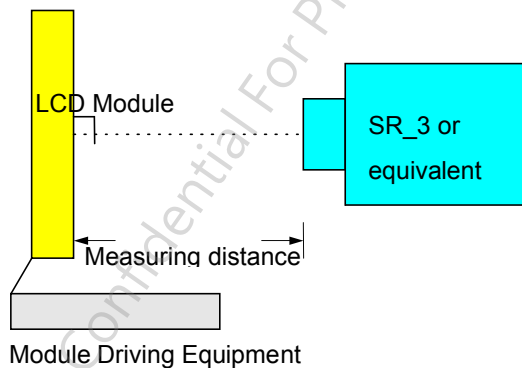 LCD Module
SR_3 or
equivalent
Measuring distance
Module Driving Equipment
Confidential For P